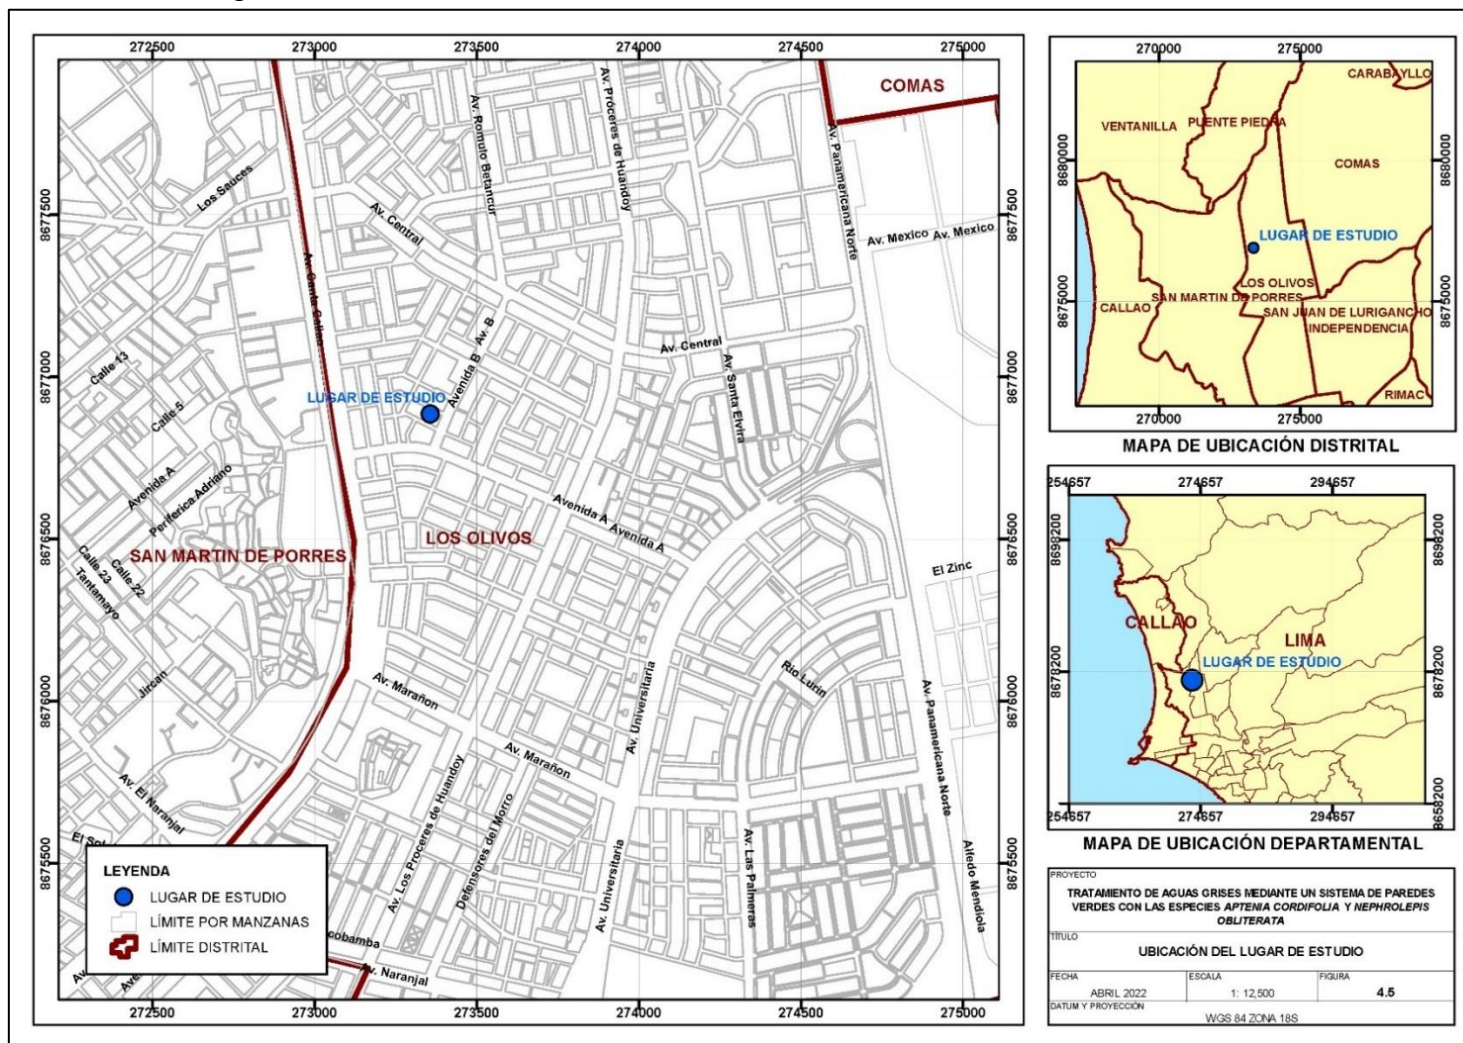 272500 273000 273500 274000 274500 275000
COMAS
Av. Próceres de Huandoy
Av. Romulo Betancur
Av. Panamericana Norte
Los Sauces
8677500
8677500
Av. Central
Av. Mexico Av. Mexico
Av. Canta Callao
Av. B
Avenida B
Av. Central
8677000
8677000
Calle 13
Av. Santa Elvira
LUGAR DE ESTUDIO
Calle 5
Avenida A
Periferica Adriano
Avenida A Avenida A
8676500
8676500
SAN MARTIN DE PORRES
LOS OLIVOS
Calle 23
Calle 22
Tantamayo
El Zinc
Jircan
Rio Lurin
Av. Marañon
Av. Universitaria
Av. Panamericana Norte
8676000
8676000
Av. Marañon
Av. El Naranjal
Av. Los Proceres de Huandoy
Defensores del Morro
Av. Universitaria
Av. Las Palmeras
Alfredo Mendiola
8675500
8675500
Av. Naranjal
LEYENDA
LUGAR DE ESTUDIO
LÍMITE POR MANZANAS
LÍMITE DISTRITAL
272500 273000 273500 274000 274500 275000
270000 275000
CARABAYLLO
VENTANILLA
PUENTE PIEDRA
COMAS
8680000
8680000
LUGAR DE ESTUDIO
LOS OLIVOS
SAN MARTIN DE PORRES
CALLAO
SAN JUAN DE LURIGANCHO
INDEPENDENCIA
8675000
8675000
RIMAC
270000 275000
MAPA DE UBICACIÓN DISTRITAL
254657 274657 294657
8698200
8698200
CALLAO
LIMA
LUGAR DE ESTUDIO
8678200
8678200
8658200
254657 274657 294657
MAPA DE UBICACIÓN DEPARTAMENTAL
PROYECTO
TRATAMIENTO DE AGUAS GRISES MEDIANTE UN SISTEMA DE PAREDES
VERDES CON LAS ESPECIES APTENIA CORDIFOLIA Y NEPHROLEPIS
OBLITERATA
TÍTULO
UBICACIÓN DEL LUGAR DE ESTUDIO
FECHA ESCALA FIGURA
ABRIL 2022 1: 12,500 4.5
DATUM Y PROYECCIÓN
WGS 84 ZONA 18S